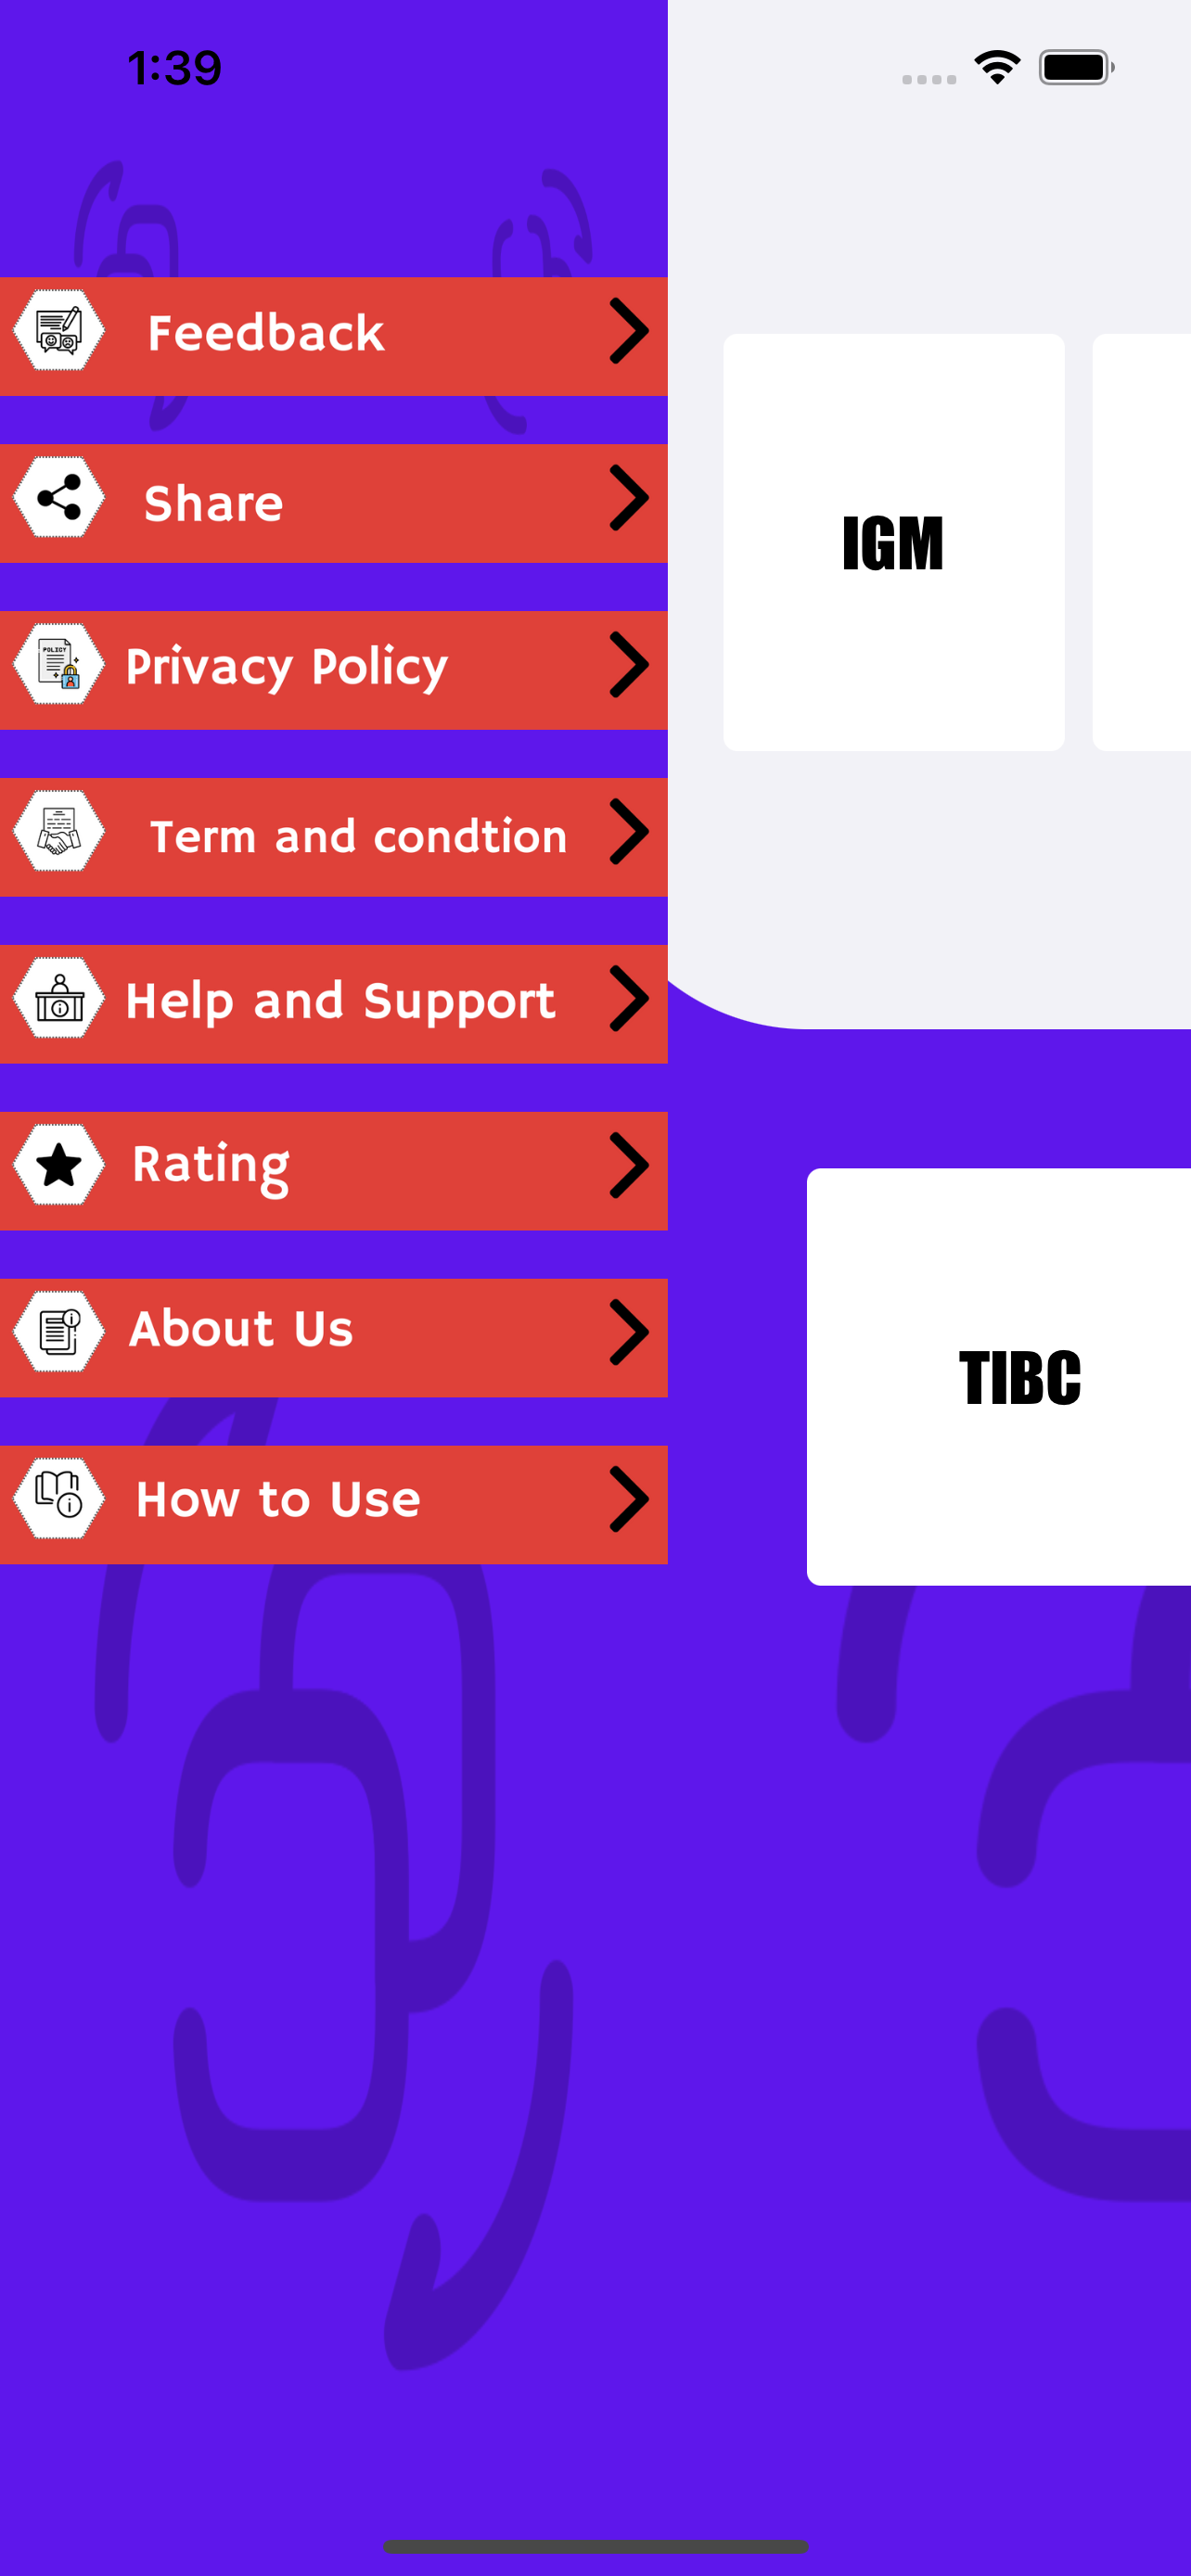 1:39
Feedback
Share
IGM
POLICY
Privacy Policy
Term and condtion
Help and Support
Rating
About Us
TIBC
How to Use